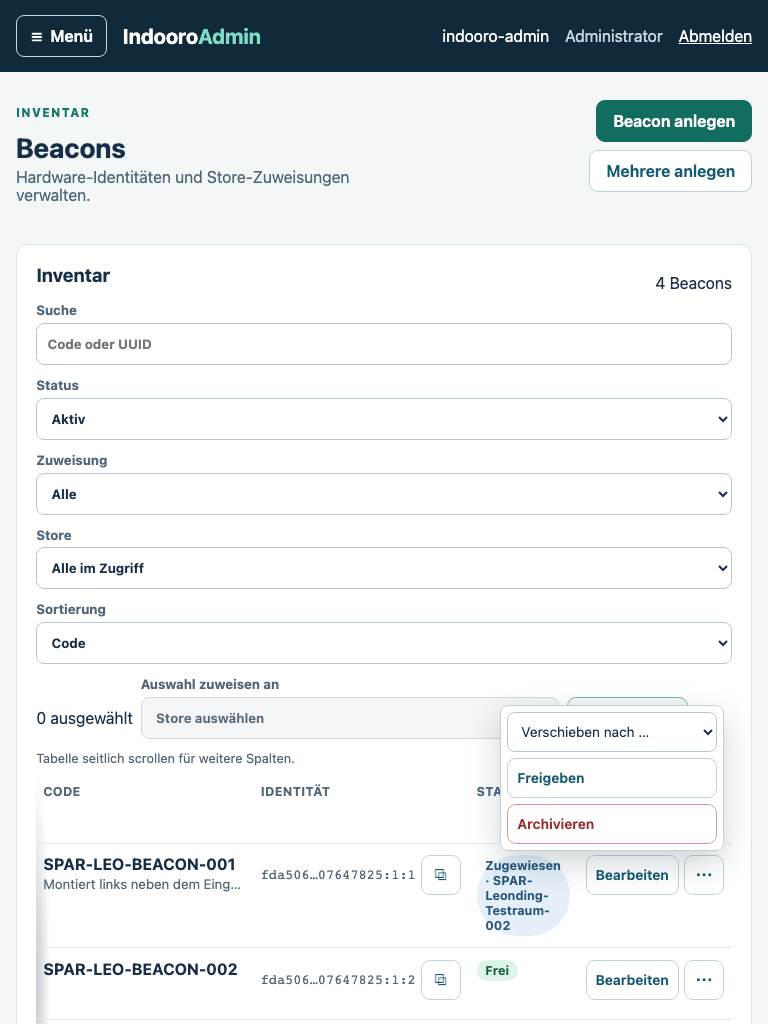 ≡ Menü
IndooroAdmin
indooro-admin Administrator Abmelden
INVENTAR
Beacons
Hardware-Identitäten und Store-Zuweisungen
verwalten.
Beacon anlegen
Mehrere anlegen
Inventar
4 Beacons
Suche
Code oder UUID
Status
Aktiv
Zuweisung
Alle
Store
Alle im Zugriff
Sortierung
Code
Auswahl zuweisen an
0 ausgewählt
Store auswählen
Verschieben nach ...
Freigeben
Archivieren
Tabelle seitlich scrollen für weitere Spalten.
CODE IDENTITÄT STA
SPAR-LEO-BEACON-001
Montiert links neben dem Eing...
fda506…07647825:1:1
Zugewiesen
· SPAR-
Leonding-
Testraum-
002
Bearbeiten ···
SPAR-LEO-BEACON-002
fda506…07647825:1:2
Frei
Bearbeiten ···